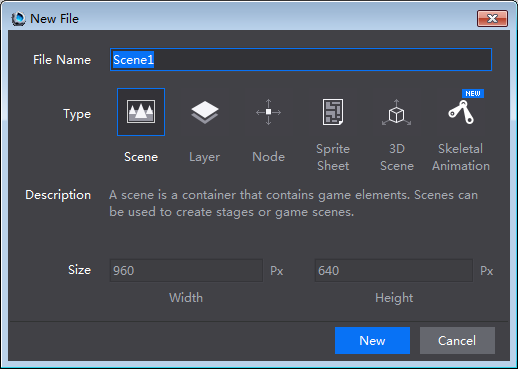 New File
File Name
Scene1
Type
NEW
Scene
Layer
Node
Sprite
Sheet
3D
Scene
Skeletal
Animation
Description
A scene is a container that contains game elements. Scenes can
be used to create stages or game scenes.
Size
960
Px
640
Px
Width
Height
New
Cancel